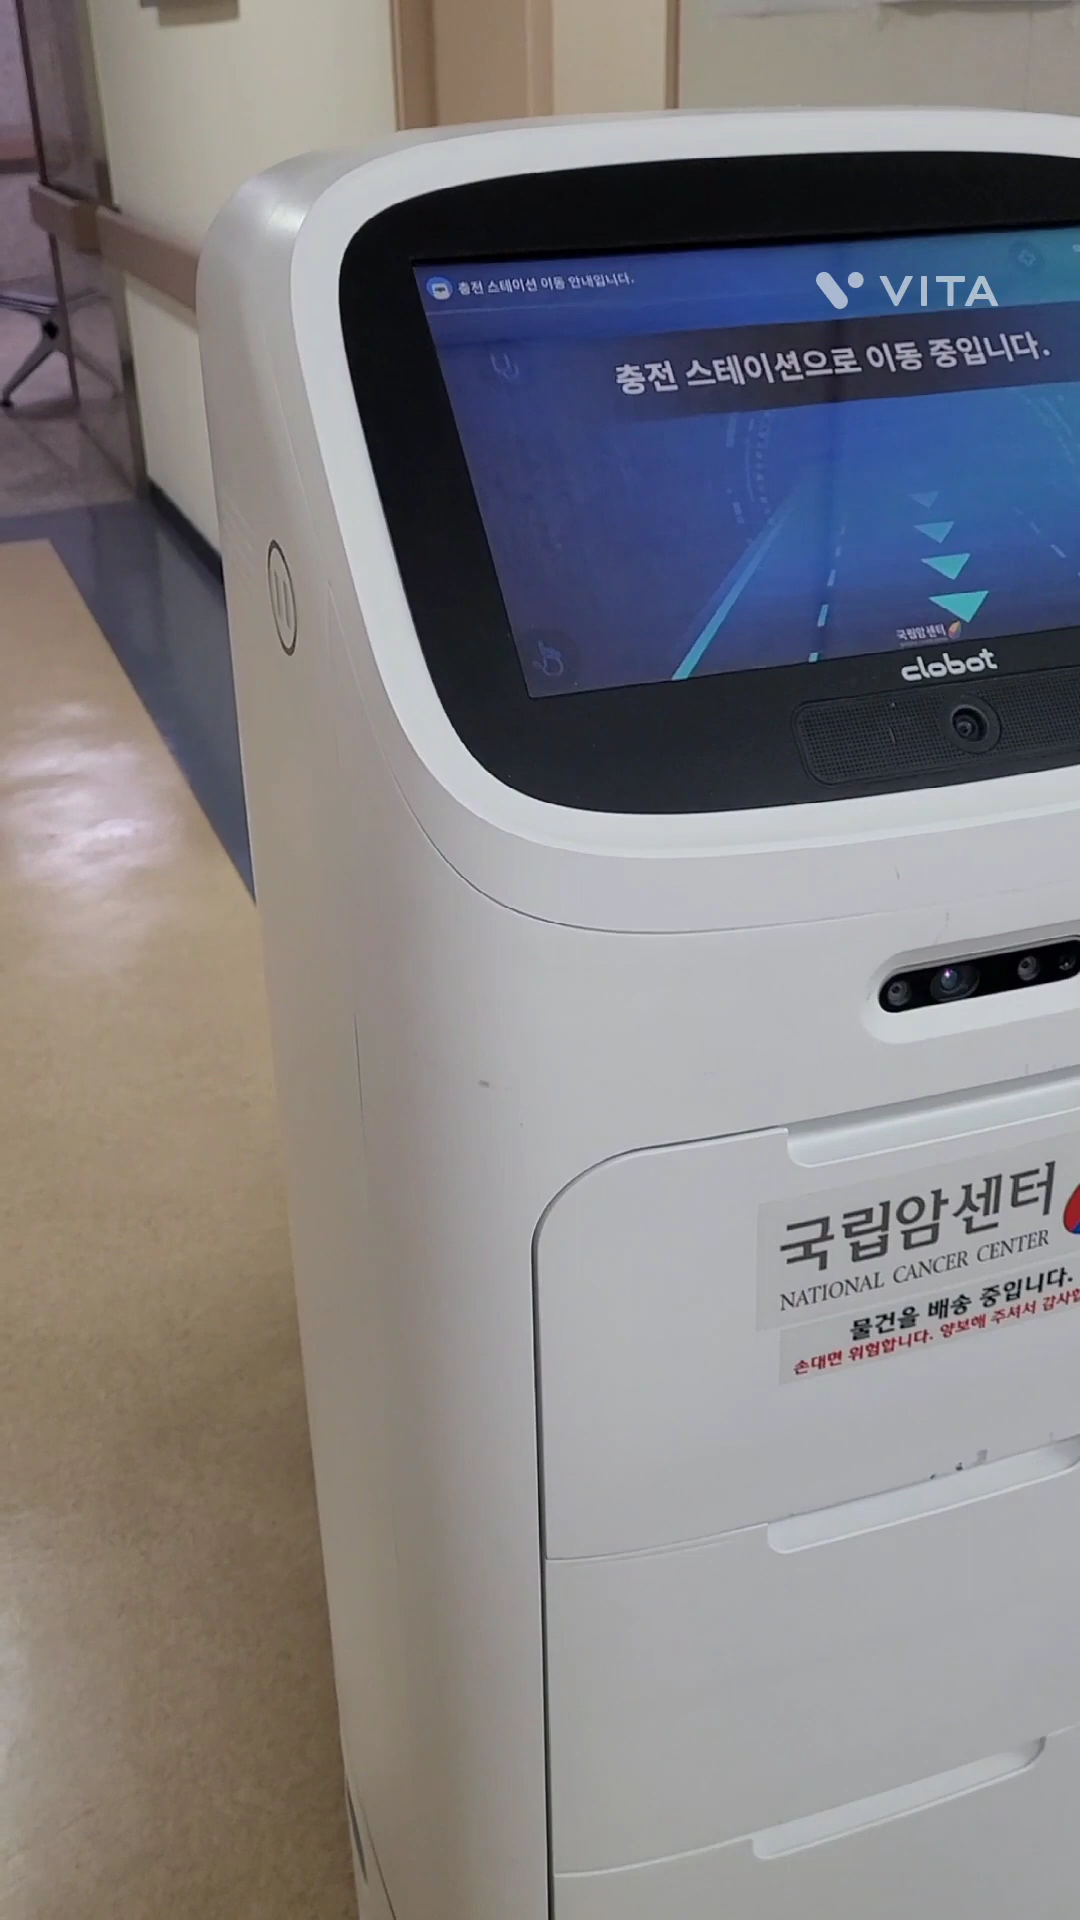 충전 스테이션 이동 안내입니다.
VITA
충전 스테이션으로 이동 중입니다.
국립암센터
clobot
국립암센터
NATIONAL CANCER CENTER
물건을 배송 중입니다.
손대면 위험합니다. 양보해 주셔서